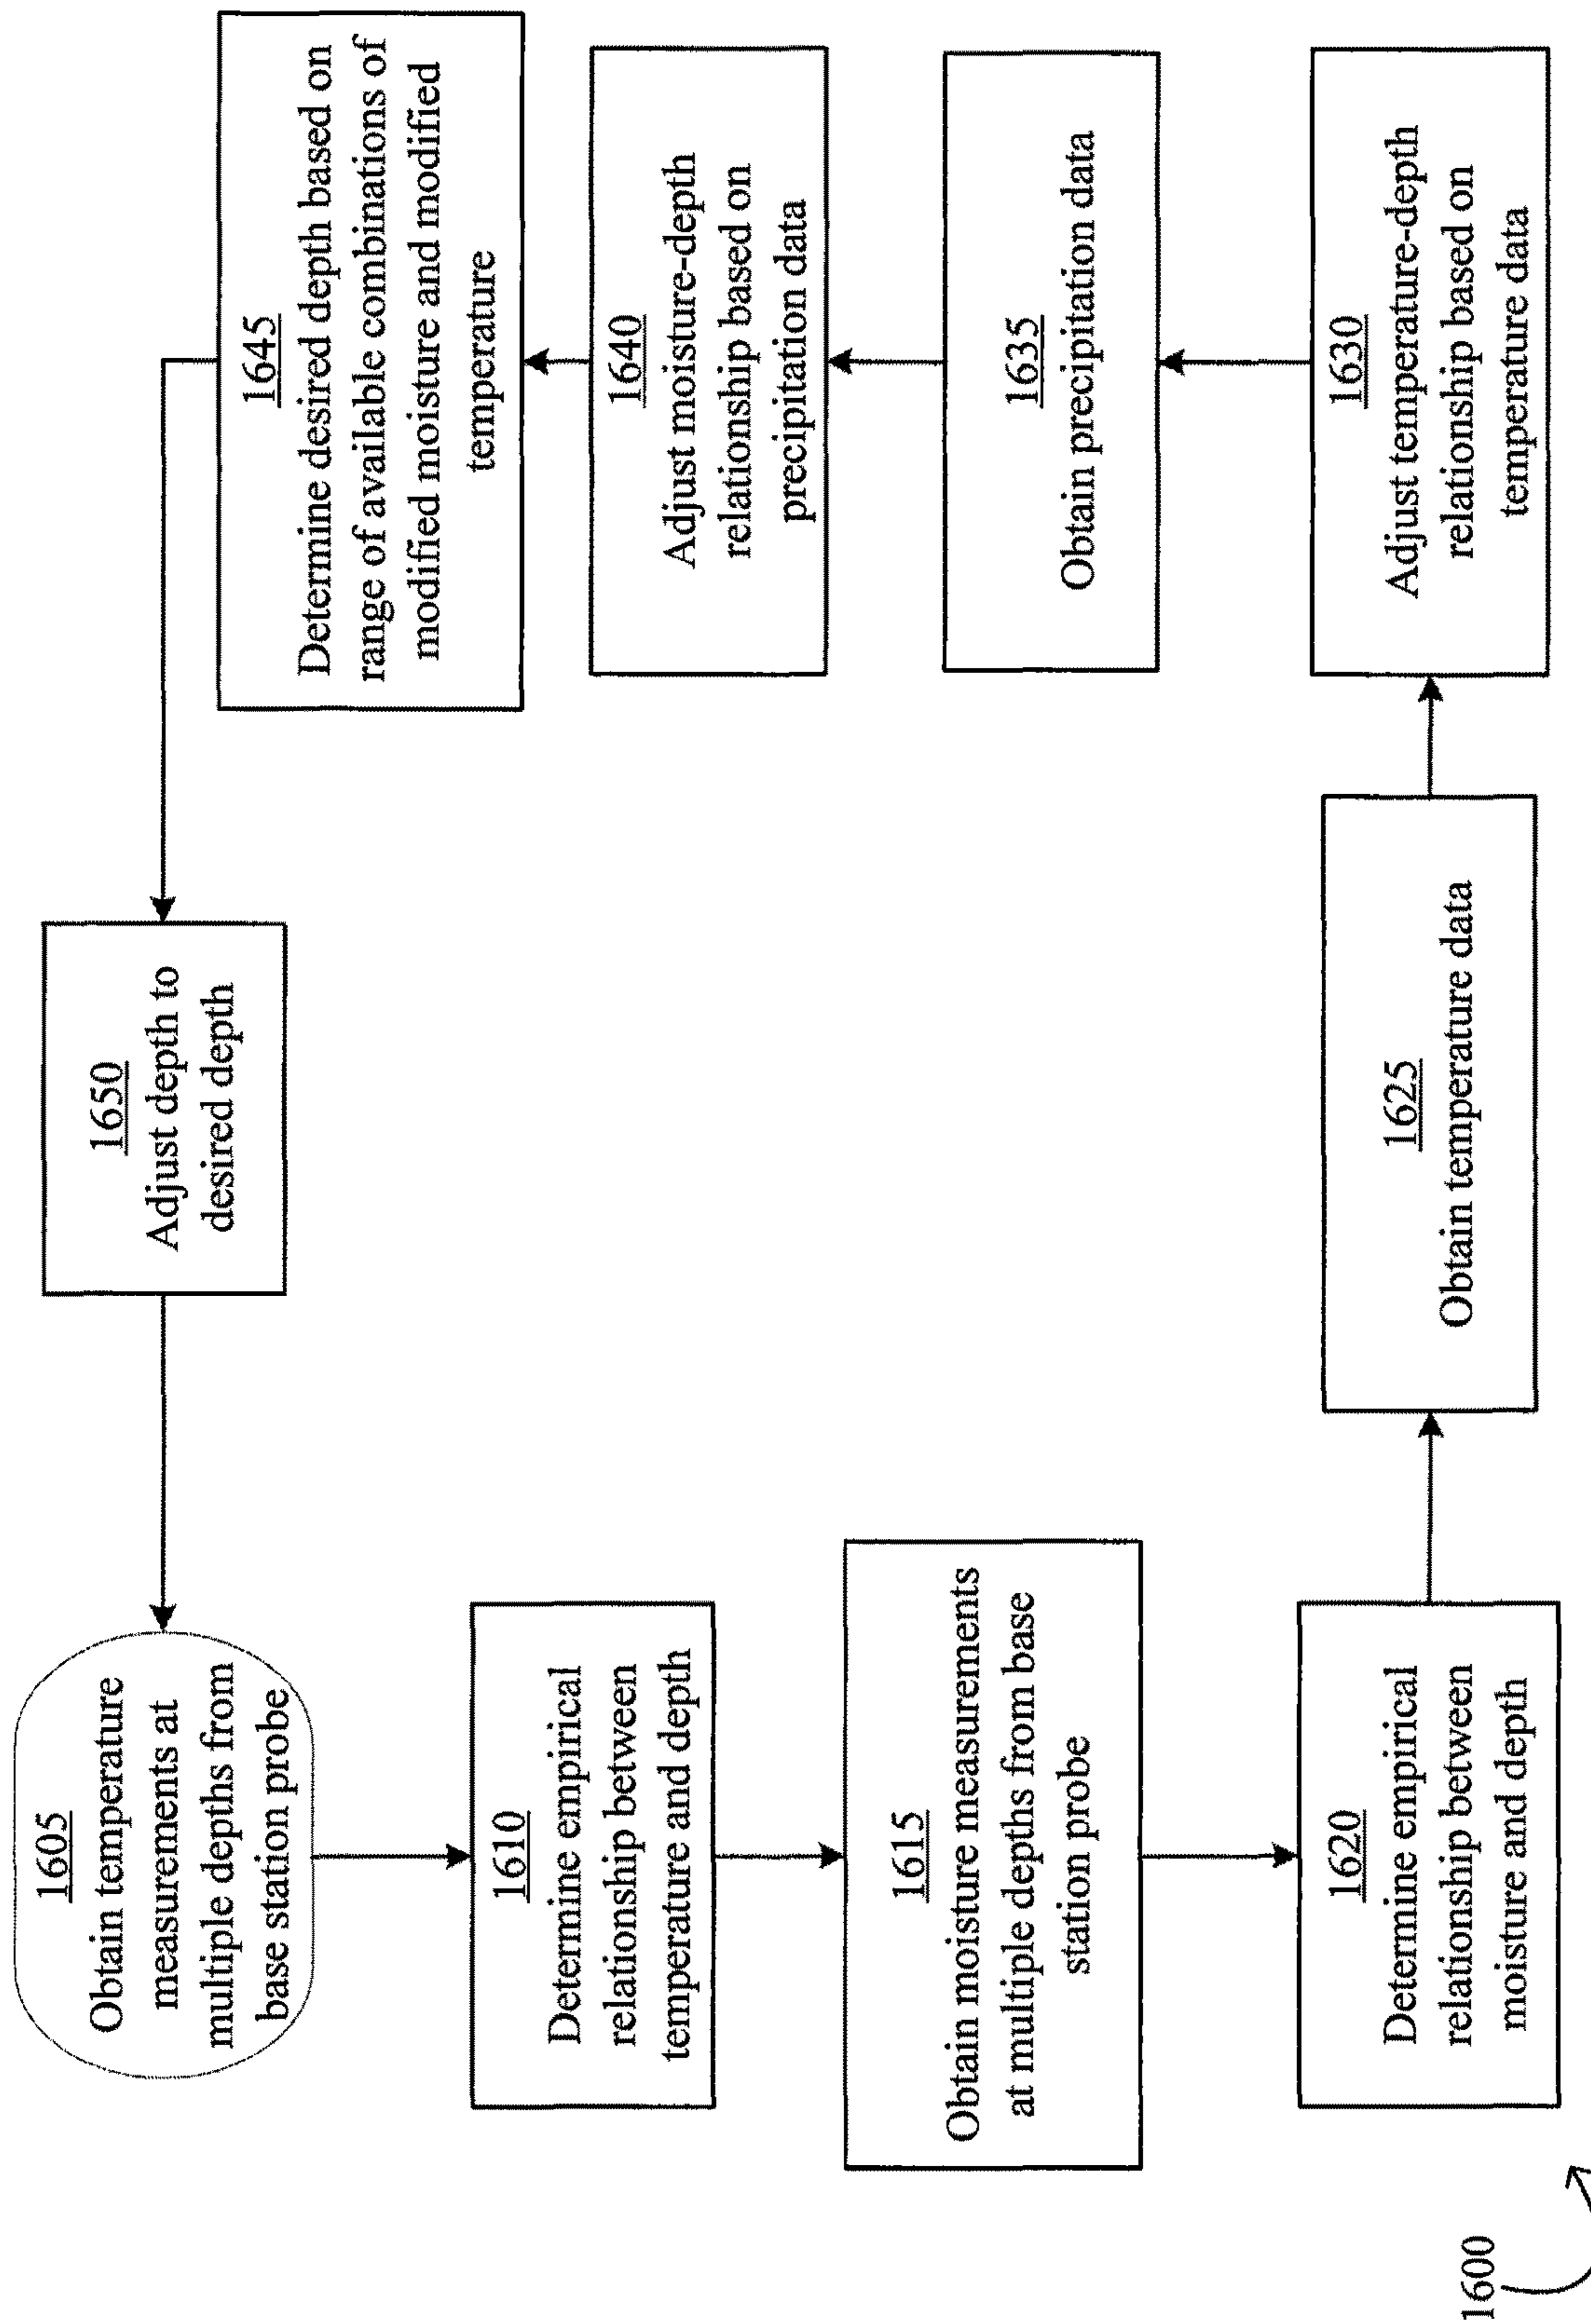 1605
Obtain temperature
measurements at
multiple depths from
base station probe
1610
Determine empirical
relationship between
temperature and depth
1615
Obtain moisture measurements
at multiple depths from base
station probe
1620
Determine empirical
relationship between
moisture and depth
1625
Obtain temperature data
1630
Adjust temperature-depth
relationship based on
temperature data
1635
Obtain precipitation data
1640
Adjust moisture-depth
relationship based on
precipitation data
1645
Determine desired depth based on
range of available combinations of
modified moisture and modified
temperature
1650
Adjust depth to
desired depth
1600